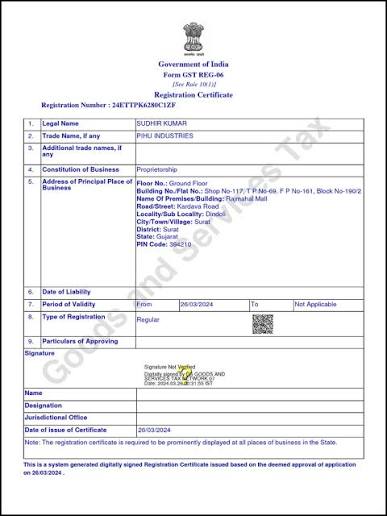 Government of India
Form GST REG-06
[See Rule 10(1)]
Registration Certificate
Registration Number : 24ETTPK6280C1ZF
1. Legal Name SUDHIR KUMAR
2. Trade Name, if any PIHU INDUSTRIES
3. Additional trade names, if any
4. Constitution of Business Proprietorship
5. Address of Principal Place of Business
Floor No.: Ground Floor
Building No./Flat No.: Shop No-117, T P No-69, F P No-161, Block No-190/2
Name Of Premises/Building: Rajmahal Mall
Road/Street: Kardava Road
Locality/Sub Locality: Dindoli
City/Town/Village: Surat
District: Surat
State: Gujarat
PIN Code: 394210
6. Date of Liability
7. Period of Validity From 26/03/2024 To Not Applicable
8. Type of Registration Regular
9. Particulars of Approving
Signature
Signature Not Verified
Digitally signed by DS GOODS AND
SERVICES TAX NETWORK 07
Date: 2024.03.26 IST
Name
Designation
Jurisdictional Office
Date of issue of Certificate 26/03/2024
Note: The registration certificate is required to be prominently displayed at all places of business in the State.
This is a system generated digitally signed Registration Certificate issued based on the deemed approval of application
on 26/03/2024 .
Goods and Services Tax